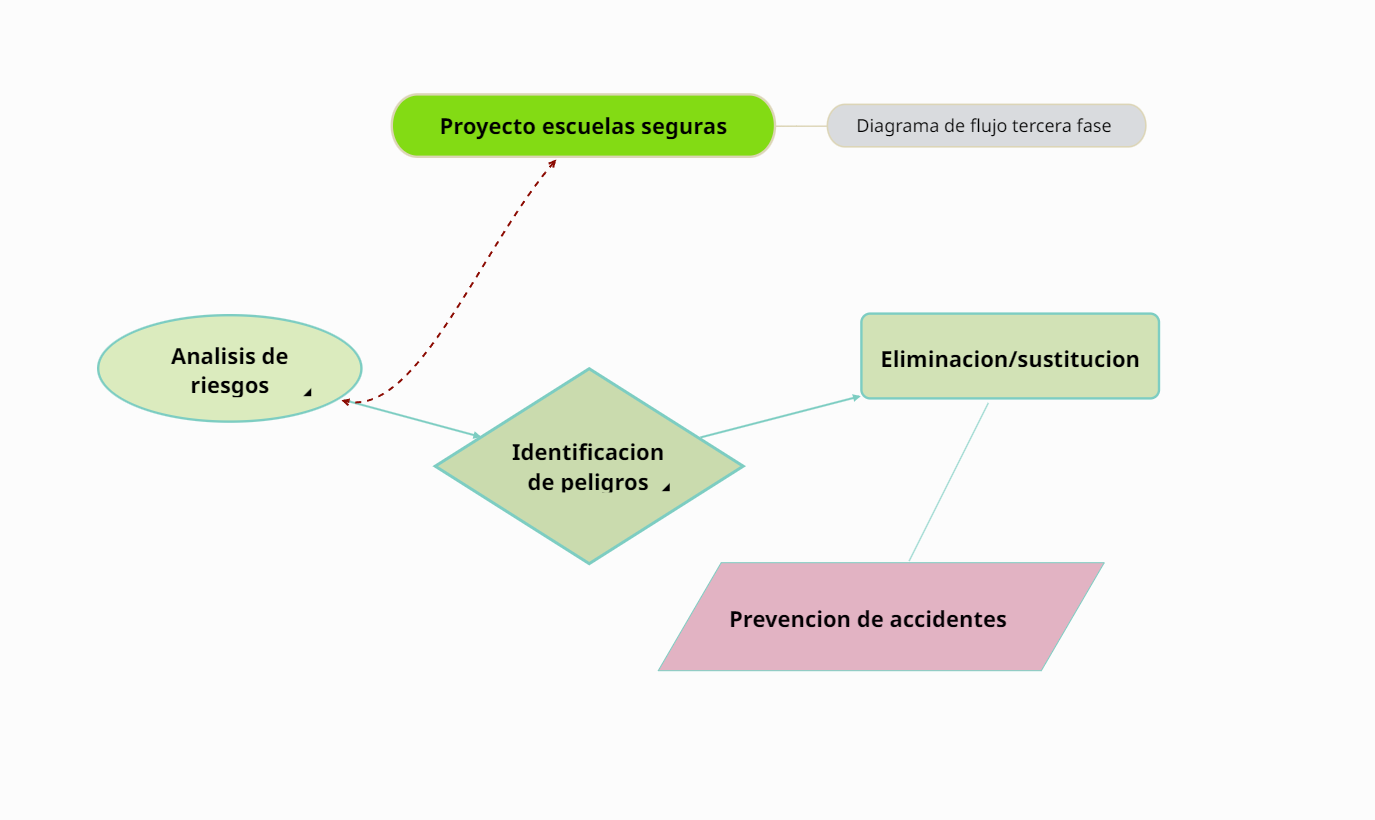 Proyecto escuelas seguras
Diagrama de flujo tercera fase
Analisis de
riesgos
Eliminacion/sustitucion
Identificacion
de peligros
Prevencion de accidentes